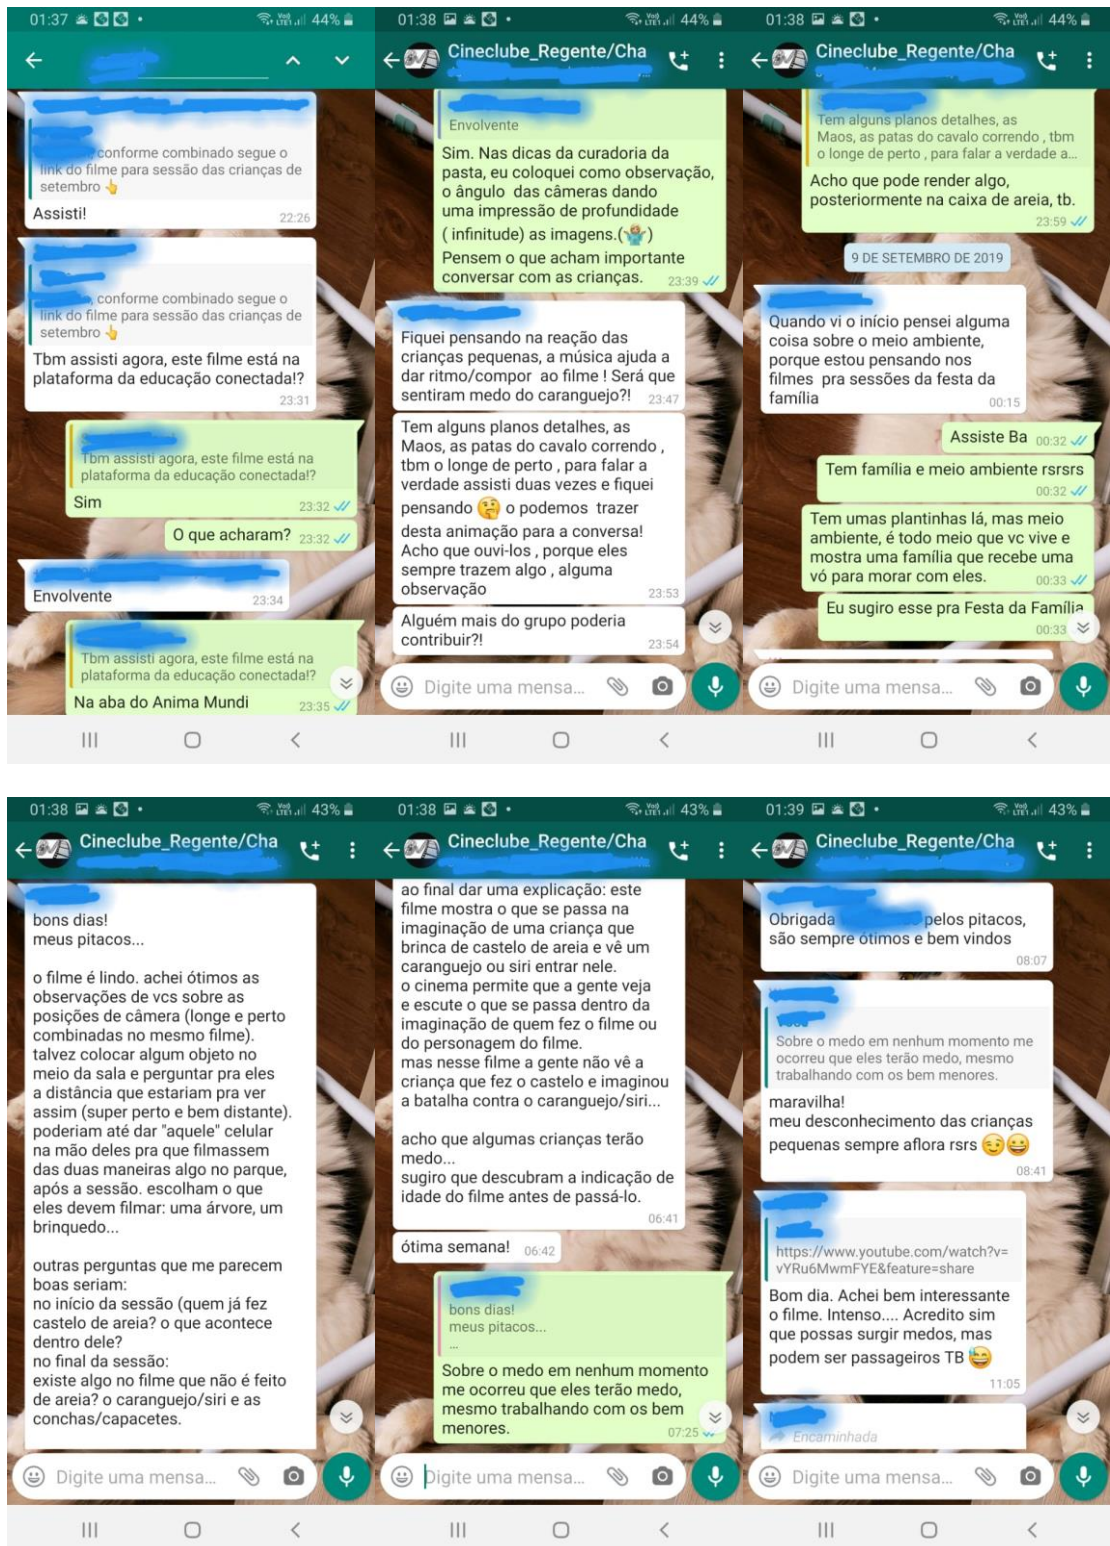 01:37
44%
conforme combinado segue o
link do filme para sessão das crianças de
setembro 👆
Assisti!
22:26
conforme combinado segue o
link do filme para sessão das crianças de
setembro 👆
Tbm assisti agora, este filme está na
plataforma da educação conectada!?
23:31
Tbm assisti agora, este filme está na
plataforma da educação conectada!?
Sim
23:32
O que acharam? 23:32
Envolvente
23:34
Tbm assisti agora, este filme está na
plataforma da educação conectada!?
Na aba do Anima Mundi
23:35
01:38
44%
Cineclube_Regente/Cha
Envolvente
Sim. Nas dicas da curadoria da
pasta, eu coloquei como observação,
o ângulo das câmeras dando
uma impressão de profundidade
( infinitude) as imagens.(🤷)
Pensem o que acham importante
conversar com as crianças. 23:39
Fiquei pensando na reação das
crianças pequenas, a música ajuda a
dar ritmo/compor ao filme ! Será que
sentiram medo do caranguejo?! 23:47
Tem alguns planos detalhes, as
Maos, as patas do cavalo correndo ,
tbm o longe de perto , para falar a
verdade assisti duas vezes e fiquei
pensando 🤔 o podemos trazer
desta animação para a conversa!
Acho que ouvi-los , porque eles
sempre trazem algo , alguma
observação
23:53
Alguém mais do grupo poderia
contribuir?!
23:54
Digite uma mensa...
01:38
44%
Cineclube_Regente/Cha
Tem alguns planos detalhes, as
Maos, as patas do cavalo correndo , tbm
o longe de perto , para falar a verdade a...
Acho que pode render algo,
posteriormente na caixa de areia, tb.
23:59
9 DE SETEMBRO DE 2019
Quando vi o início pensei alguma
coisa sobre o meio ambiente,
porque estou pensando nos
filmes pra sessões da festa da
família
00:15
Assiste Ba 00:32
Tem família e meio ambiente rsrsrs
00:32
Tem umas plantinhas lá, mas meio
ambiente, é todo meio que vc vive e
mostra uma família que recebe uma
vó para morar com eles. 00:33
Eu sugiro esse pra Festa da Família
00:33
Digite uma mensa...
01:38
43%
Cineclube_Regente/Cha
bons dias!
meus pitacos...
o filme é lindo. achei ótimos as
observações de vcs sobre as
posições de câmera (longe e perto
combinadas no mesmo filme).
talvez colocar algum objeto no
meio da sala e perguntar pra eles
a distância que estariam pra ver
assim (super perto e bem distante).
poderiam até dar "aquele" celular
na mão deles pra que filmassem
das duas maneiras algo no parque,
após a sessão. escolham o que
eles devem filmar: uma árvore, um
brinquedo...
outras perguntas que me parecem
boas seriam:
no início da sessão (quem já fez
castelo de areia? o que acontece
dentro dele?
no final da sessão:
existe algo no filme que não é feito
de areia? o caranguejo/siri e as
conchas/capacetes.
Digite uma mensa...
01:38
43%
Cineclube_Regente/Cha
ao final dar uma explicação: este
filme mostra o que se passa na
imaginação de uma criança que
brinca de castelo de areia e vê um
caranguejo ou siri entrar nele.
o cinema permite que a gente veja
e escute o que se passa dentro da
imaginação de quem fez o filme ou
do personagem do filme.
mas nesse filme a gente não vê a
criança que fez o castelo e imaginou
a batalha contra o caranguejo/siri...
acho que algumas crianças terão
medo...
sugiro que descubram a indicação de
idade do filme antes de passá-lo.
06:41
ótima semana! 06:42
bons dias!
meus pitacos...
...
Sobre o medo em nenhum momento
me ocorreu que eles terão medo,
mesmo trabalhando com os bem
menores.
07:25
Digite uma mensa...
01:39
43%
Cineclube_Regente/Cha
Obrigada pelos pitacos,
são sempre ótimos e bem vindos
08:07
Sobre o medo em nenhum momento me
ocorreu que eles terão medo, mesmo
trabalhando com os bem menores.
maravilha!
meu desconhecimento das crianças
pequenas sempre aflora rsrs 😉😄
08:41
https://www.youtube.com/watch?v=
vYRu6MwmFYE&feature=share
Bom dia. Achei bem interessante
o filme. Intenso.... Acredito sim
que possas surgir medos, mas
podem ser passageiros TB 😅
11:05
Encaminhada
Digite uma mensa...